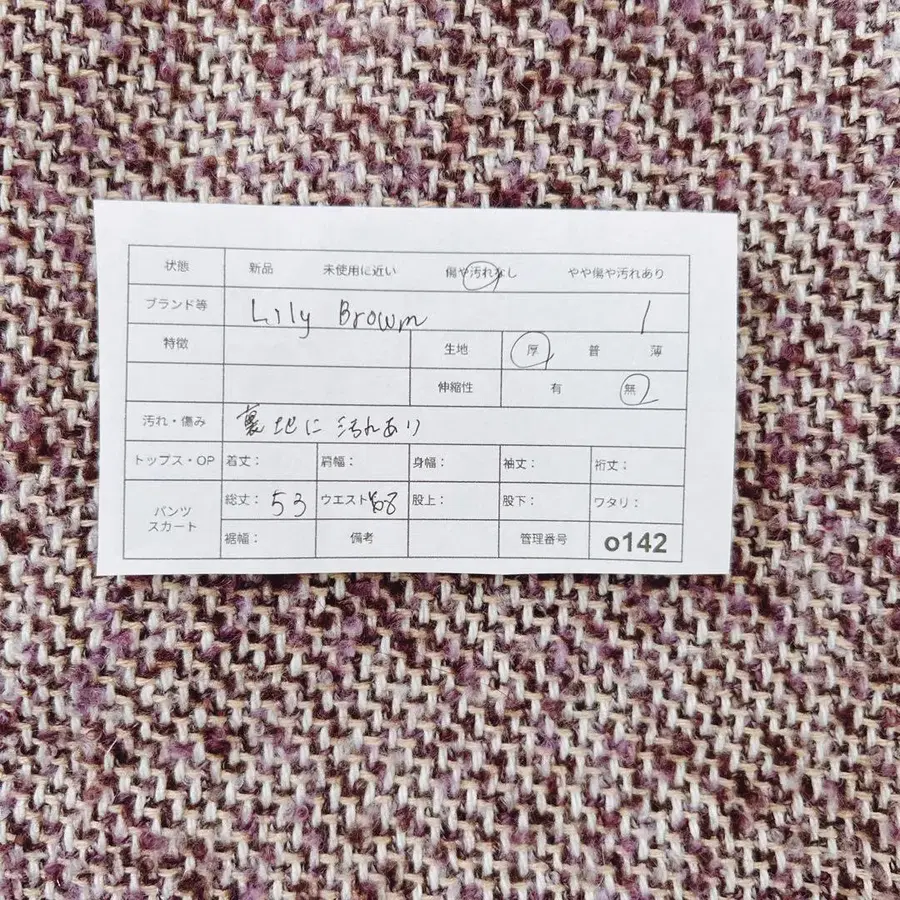 状態 新品 未使用に近い 傷や汚れなし やや傷や汚れあり
ブランド等 Lily Brown 1
特徴 生地 厚 普 薄
伸縮性 有 無
汚れ・傷み 裏地に汚れあり
トップス・OP 着丈： 肩幅： 身幅： 袖丈： 裄丈：
パンツ スカート 総丈： 53 ウエスト 68 股上： 股下： ワタリ：
裾幅： 備考 管理番号 o142